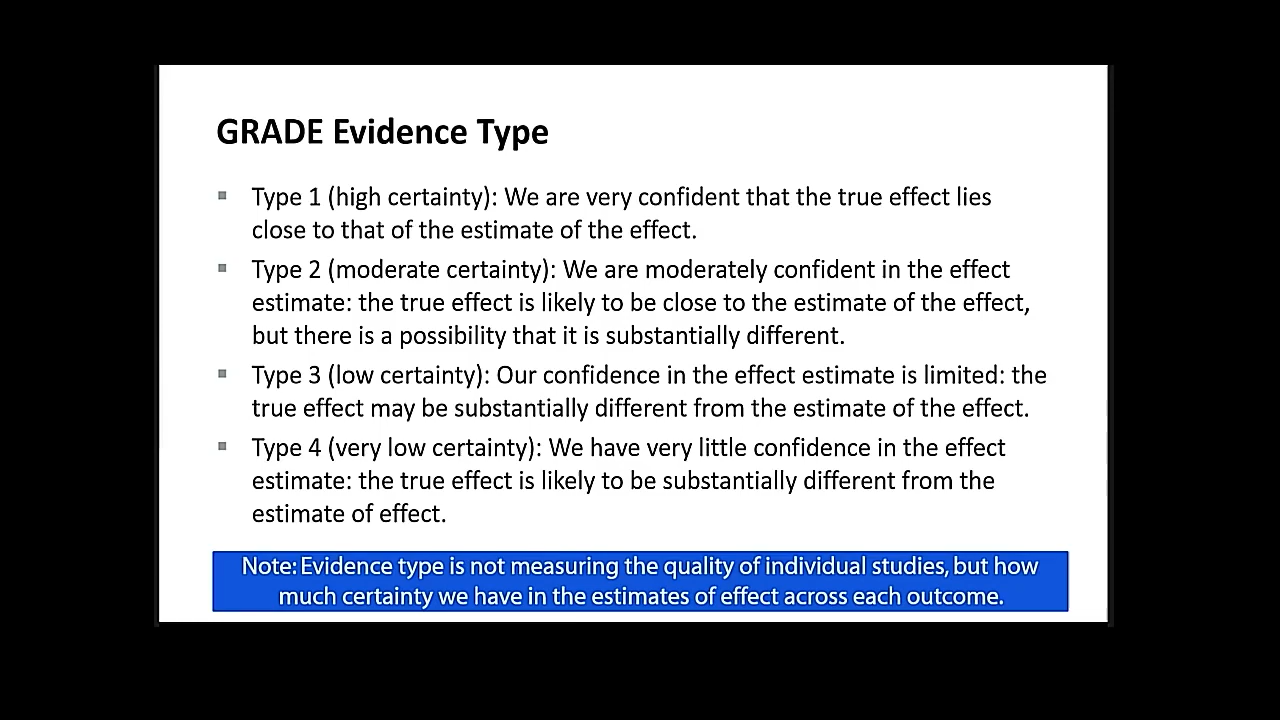 GRADE Evidence Type
▪ Type 1 (high certainty): We are very confident that the true effect lies
close to that of the estimate of the effect.
▪ Type 2 (moderate certainty): We are moderately confident in the effect
estimate: the true effect is likely to be close to the estimate of the effect,
but there is a possibility that it is substantially different.
▪ Type 3 (low certainty): Our confidence in the effect estimate is limited: the
true effect may be substantially different from the estimate of the effect.
▪ Type 4 (very low certainty): We have very little confidence in the effect
estimate: the true effect is likely to be substantially different from the
estimate of effect.
Note: Evidence type is not measuring the quality of individual studies, but how
much certainty we have in the estimates of effect across each outcome.